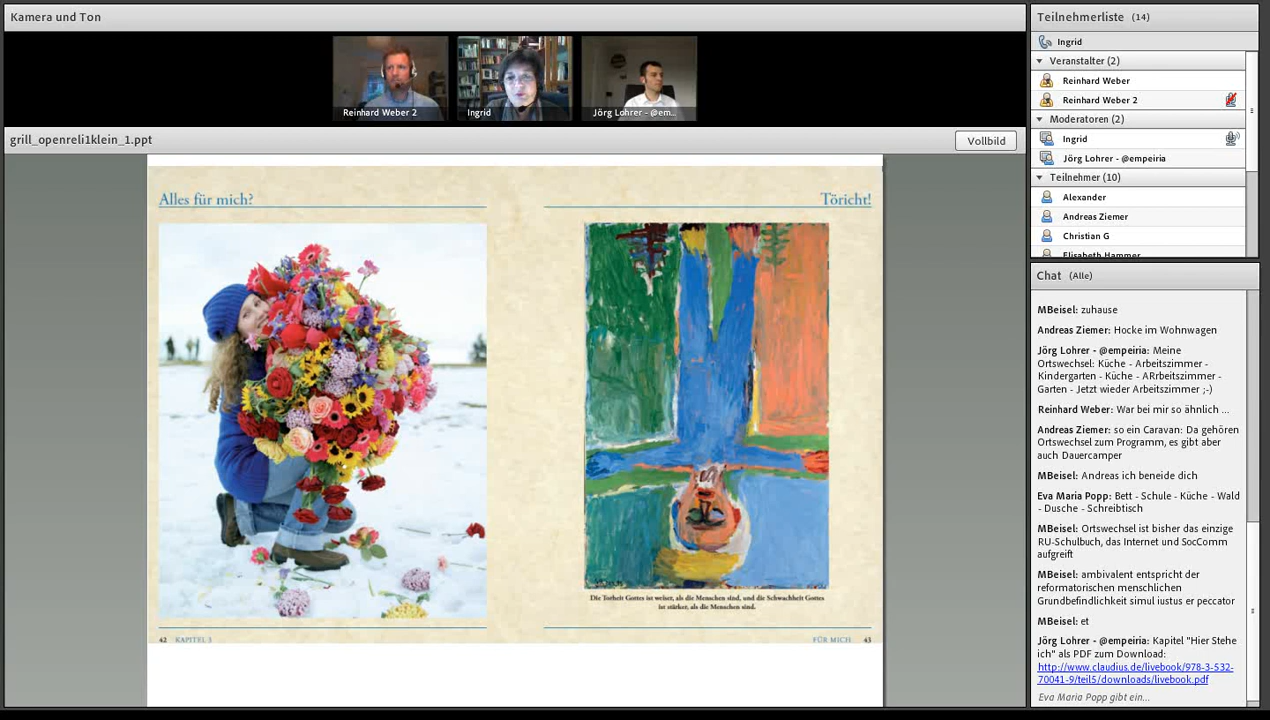 Kamera und Ton
Reinhard Weber 2
Ingrid
Jörg Lohrer - @em...
grill_openreli1klein_1.ppt
Vollbild
Alles für mich?
Töricht!
Die Torheit Gottes ist weiser, als die Menschen sind, und die Schwachheit Gottes
ist stärker, als die Menschen sind.
42 KAPITEL 3
FÜR MICH 43
Teilnehmerliste (14)
Ingrid
Veranstalter (2)
Reinhard Weber
Reinhard Weber 2
Moderatoren (2)
Ingrid
Jörg Lohrer - @empeiria
Teilnehmer (10)
Alexander
Andreas Ziemer
Christian G
Elisabeth Hammer
Chat (Alle)
MBeisel: zuhause
Andreas Ziemer: Hocke im Wohnwagen
Jörg Lohrer - @empeiria: Meine
Ortswechsel: Küche - Arbeitszimmer -
Kindergarten - Küche - ARrbeitszimmer -
Garten - Jetzt wieder Arbeitszimmer ;-)
Reinhard Weber: War bei mir so ähnlich ...
Andreas Ziemer: so ein Caravan: Da gehören
Ortswechsel zum Programm, es gibt aber
auch Dauercamper
MBeisel: Andreas ich beneide dich
Eva Maria Popp: Bett - Schule - Küche - Wald
- Dusche - Schreibtisch
MBeisel: Ortswechsel ist bisher das einzige
RU-Schulbuch, das Internet und SocComm
aufgreift
MBeisel: ambivalent entspricht der
reformatorischen menschlichen
Grundbefindlichkeit simul iustus er peccator
MBeisel: et
Jörg Lohrer - @empeiria: Kapitel "Hier Stehe
ich" als PDF zum Download:
http://www.claudius.de/livebook/978-3-532-
70041-9/teil5/downloads/livebook.pdf
Eva Maria Popp gibt ein...